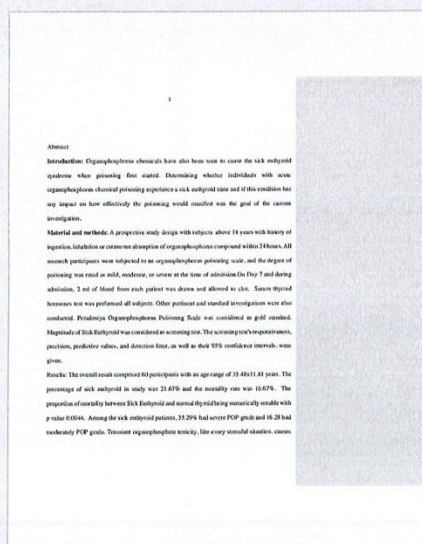 1
Abstract
Introduction: Organophosphorus chemicals have also been seen to cause the sick euthyroid
syndrome when poisoning first started. Determining whether individuals with acute
organophosphorus chemical poisoning experience a sick euthyroid state and if this condition has
any impact on how effectively the poisoning would manifest was the goal of the current
investigation.
Material and methods: A prospective study design with subjects above 18 years with history of
ingestion, inhalation or cutaneous absorption of organophosphorus compound within 24 hours. All
research participants were subjected to an organophosphorus poisoning scale, and the degree of
poisoning was rated as mild, moderate, or severe at the time of admission.On Day 7 and during
admission, 2 ml of blood from each patient was drawn and allowed to clot. Serum thyroid
hormones test was performed all subjects. Other pertinent and standard investigations were also
conducted. Peradeniya Organophosphorus Poisoning Scale was considered as gold standard.
Magnitude of Sick Euthyroid was considered as screening test. The screening test's responsiveness,
precision, predictive values, and detection limit, as well as their 95% confidence intervals, were
given.
Results: The overall result comprised 60 participants with an age range of 35.48±11.81 years. The
percentage of sick euthyroid in study was 21.67% and the mortality rate was 16.67%. The
proportion of mortality between Sick Euthyroid and normal thyroid being numerically notable with
p value 0.0044. Among the sick euthyroid patients, 35.29% had severe POP grade and 16.28 had
moderately POP grade. Transient organophosphate toxicity, like every stressful situation, causes